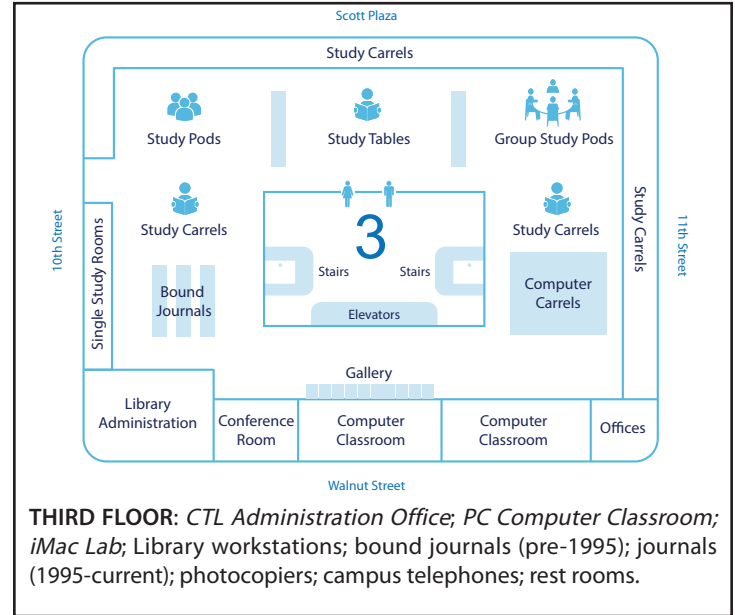 Scott Plaza
Study Carrels
Study Pods
Study Tables
Group Study Pods
10th Street
Single Study Rooms
Study Carrels
3
Study Carrels
Study Carrels
11th Street
Stairs
Stairs
Bound
Journals
Computer
Carrels
Elevators
Gallery
Library
Administration
Conference
Room
Computer
Classroom
Computer
Classroom
Offices
Walnut Street
THIRD FLOOR: CTL Administration Office; PC Computer Classroom;
iMac Lab; Library workstations; bound journals (pre-1995); journals
(1995-current); photocopiers; campus telephones; rest rooms.